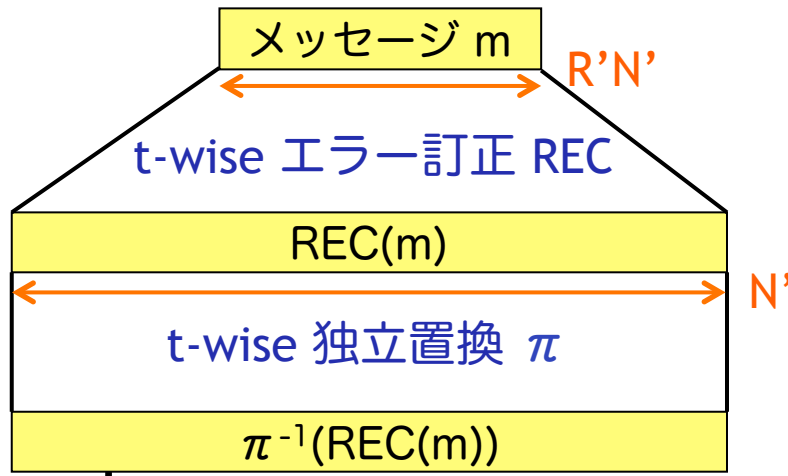 メッセージ m
R’N’
t-wise エラー訂正 REC
REC(m)
N’
t-wise 独立置換 π
π⁻¹(REC(m))